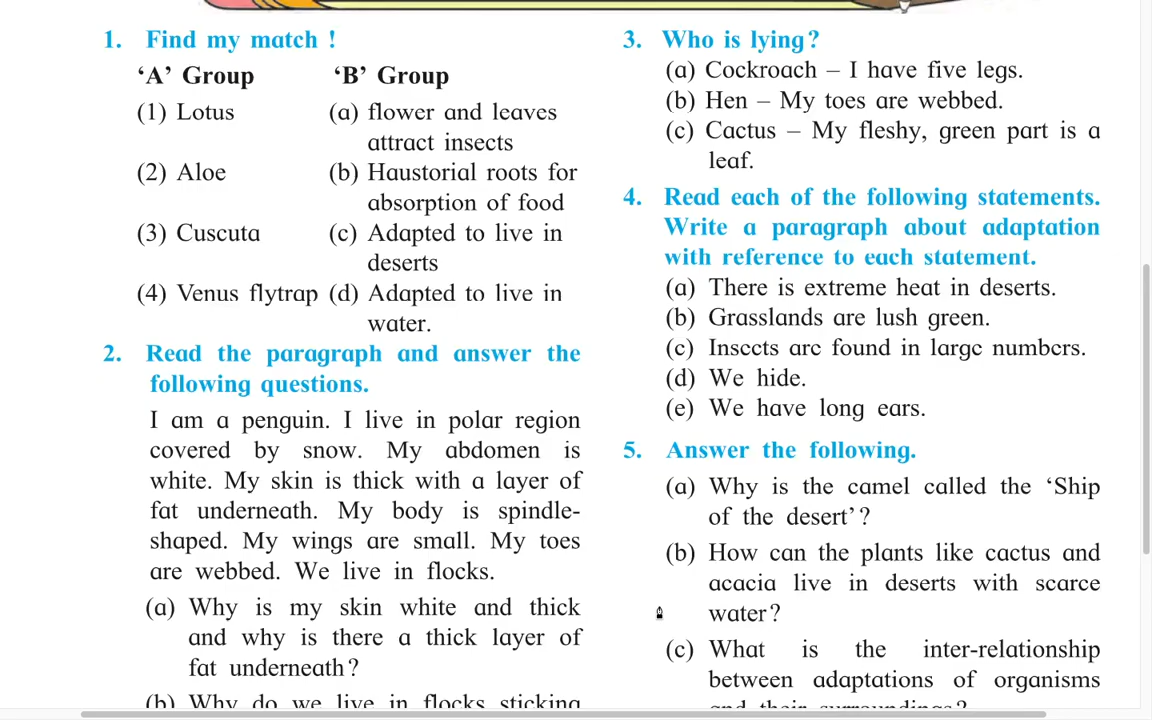 1. Find my match !
‘A’ Group ‘B’ Group
(1) Lotus (a) flower and leaves
attract insects
(2) Aloe (b) Haustorial roots for
absorption of food
(3) Cuscuta (c) Adapted to live in
deserts
(4) Venus flytrap (d) Adapted to live in
water.
2. Read the paragraph and answer the
following questions.
I am a penguin. I live in polar region
covered by snow. My abdomen is
white. My skin is thick with a layer of
fat underneath. My body is spindle-
shaped. My wings are small. My toes
are webbed. We live in flocks.
(a) Why is my skin white and thick
and why is there a thick layer of
fat underneath?
(b) Why do we live in flocks sticking
3. Who is lying?
(a) Cockroach – I have five legs.
(b) Hen – My toes are webbed.
(c) Cactus – My fleshy, green part is a
leaf.
4. Read each of the following statements.
Write a paragraph about adaptation
with reference to each statement.
(a) There is extreme heat in deserts.
(b) Grasslands are lush green.
(c) Insects are found in large numbers.
(d) We hide.
(e) We have long ears.
5. Answer the following.
(a) Why is the camel called the ‘Ship
of the desert’?
(b) How can the plants like cactus and
acacia live in deserts with scarce
water?
(c) What is the inter-relationship
between adaptations of organisms
and their surroundings?